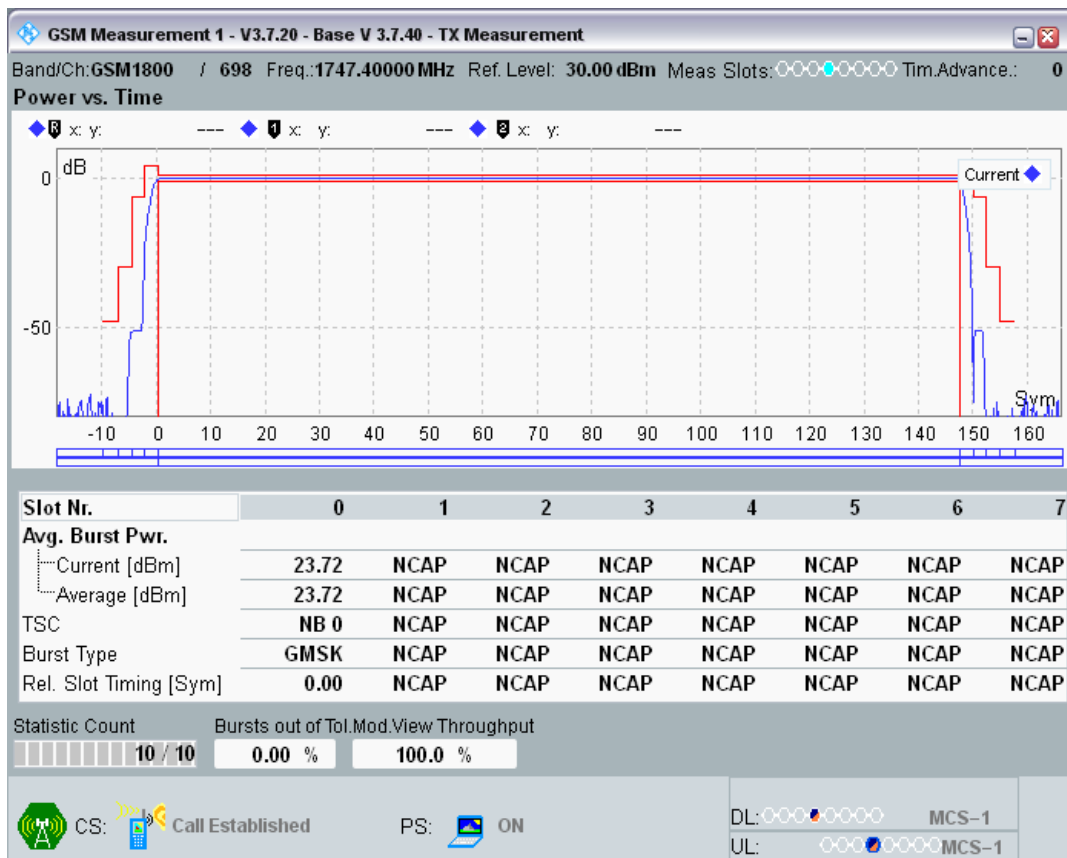 GSM Measurement 1 - V3.7.20 - Base V 3.7.40 - TX Measurement
Band/Ch:GSM1800 / 698 Freq.:1747.40000 MHz Ref. Level: 30.00 dBm Meas Slots: Tim.Advance.: 0
Power vs. Time
R x: y: --- 1 x: y: --- 2 x: y: ---
dB
0
Current
-50
Sym
-10 0 10 20 30 40 50 60 70 80 90 100 110 120 130 140 150 160
Slot Nr. 0 1 2 3 4 5 6 7
Avg. Burst Pwr.
Current [dBm] 23.72 NCAP NCAP NCAP NCAP NCAP NCAP NCAP
Average [dBm] 23.72 NCAP NCAP NCAP NCAP NCAP NCAP NCAP
TSC NB 0 NCAP NCAP NCAP NCAP NCAP NCAP NCAP
Burst Type GMSK NCAP NCAP NCAP NCAP NCAP NCAP NCAP
Rel. Slot Timing [Sym] 0.00 NCAP NCAP NCAP NCAP NCAP NCAP NCAP
Statistic Count Bursts out of Tol.Mod.View Throughput
10 / 10 0.00 % 100.0 %
CS: Call Established PS: ON DL: MCS-1
UL: MCS-1